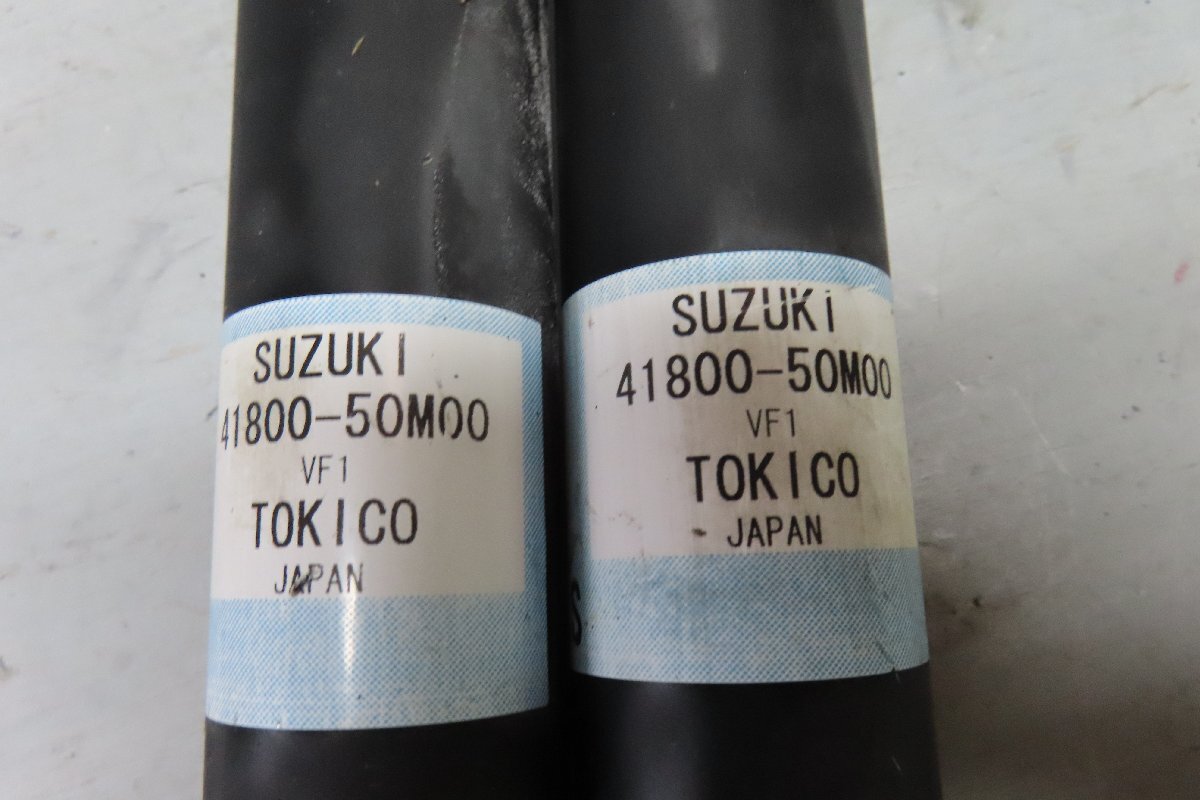 SUZUKI
41800-50M00
VF1
TOKICO
JAPAN
SUZUKI
41800-50M00
VF1
TOKICO
JAPAN
S